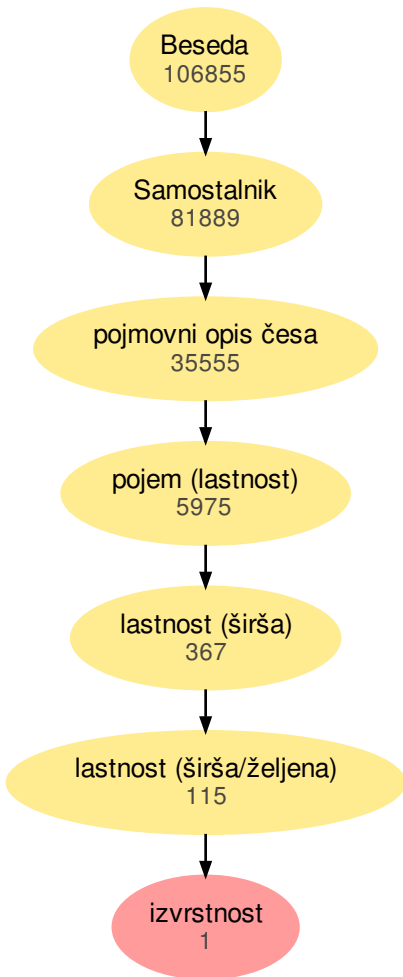 Beseda
106855
Samostalnik
81889
pojmovni opis česa
35555
pojem (lastnost)
5975
lastnost (širša)
367
lastnost (širša/željena)
115
izvrstnost
1